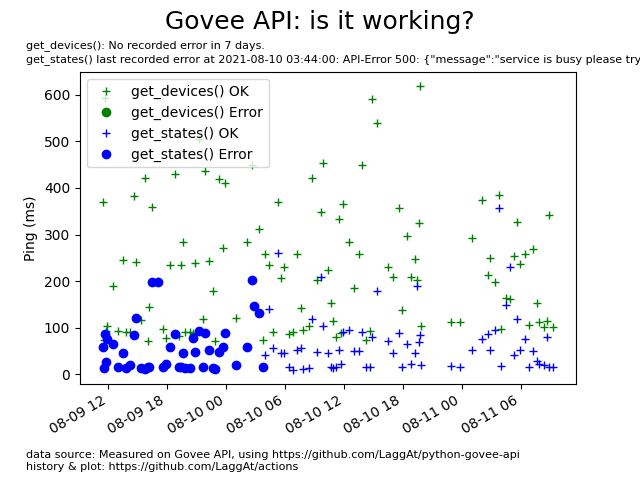 Govee API: is it working?
get_devices(): No recorded error in 7 days.
get_states() last recorded error at 2021-08-10 03:44:00: API-Error 500: {"message":"service is busy please try
get_devices() OK
get_devices() Error
get_states() OK
get_states() Error
Ping (ms)
600
500
400
300
200
100
0
08-09 12
08-09 18
08-10 00
08-10 06
08-10 12
08-10 18
08-11 00
08-11 06
data source: Measured on Govee API, using https://github.com/LaggAt/python-govee-api
history & plot: https://github.com/LaggAt/actions